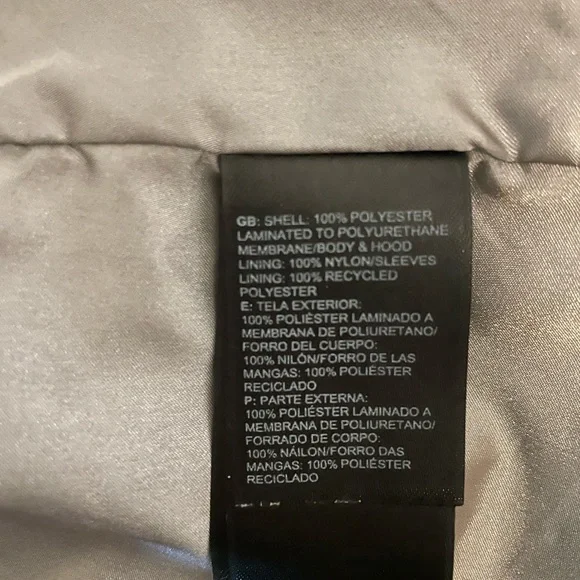 GB: SHELL: 100% POLYESTER
LAMINATED TO POLYURETHANE
MEMBRANE/BODY & HOOD
LINING: 100% NYLON/SLEEVES
LINING: 100% RECYCLED
POLYESTER
E: TELA EXTERIOR:
100% POLIÉSTER LAMINADO A
MEMBRANA DE POLIURETANO/
FORRO DEL CUERPO:
100% NILÓN/FORRO DE LAS
MANGAS: 100% POLIÉSTER
RECICLADO
P: PARTE EXTERNA:
100% POLIÉSTER LAMINADO A
MEMBRANA DE POLIURETANO/
FORRADO DE CORPO:
100% NÁILON/FORRO DAS
MANGAS: 100% POLIÉSTER
RECICLADO